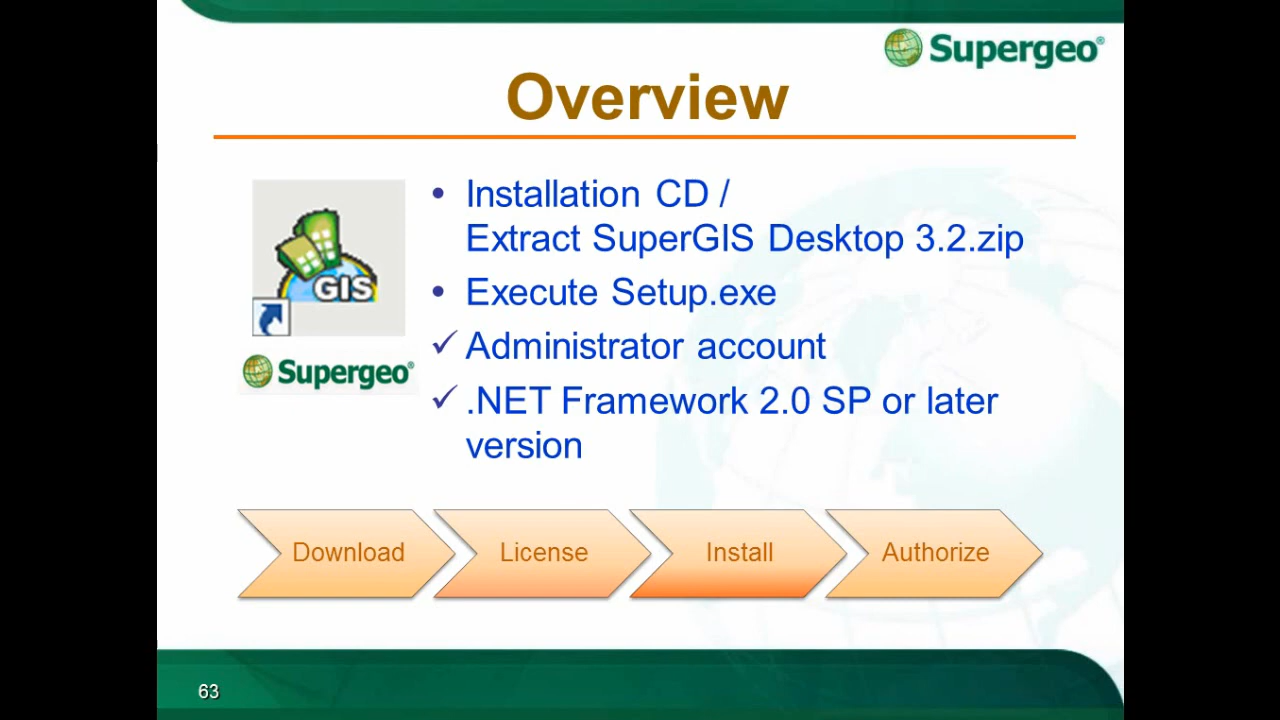 Supergeo®
Overview
• Installation CD /
Extract SuperGIS Desktop 3.2.zip
• Execute Setup.exe
✓ Administrator account
✓ .NET Framework 2.0 SP or later
version
GIS
Supergeo®
Download
License
Install
Authorize
63